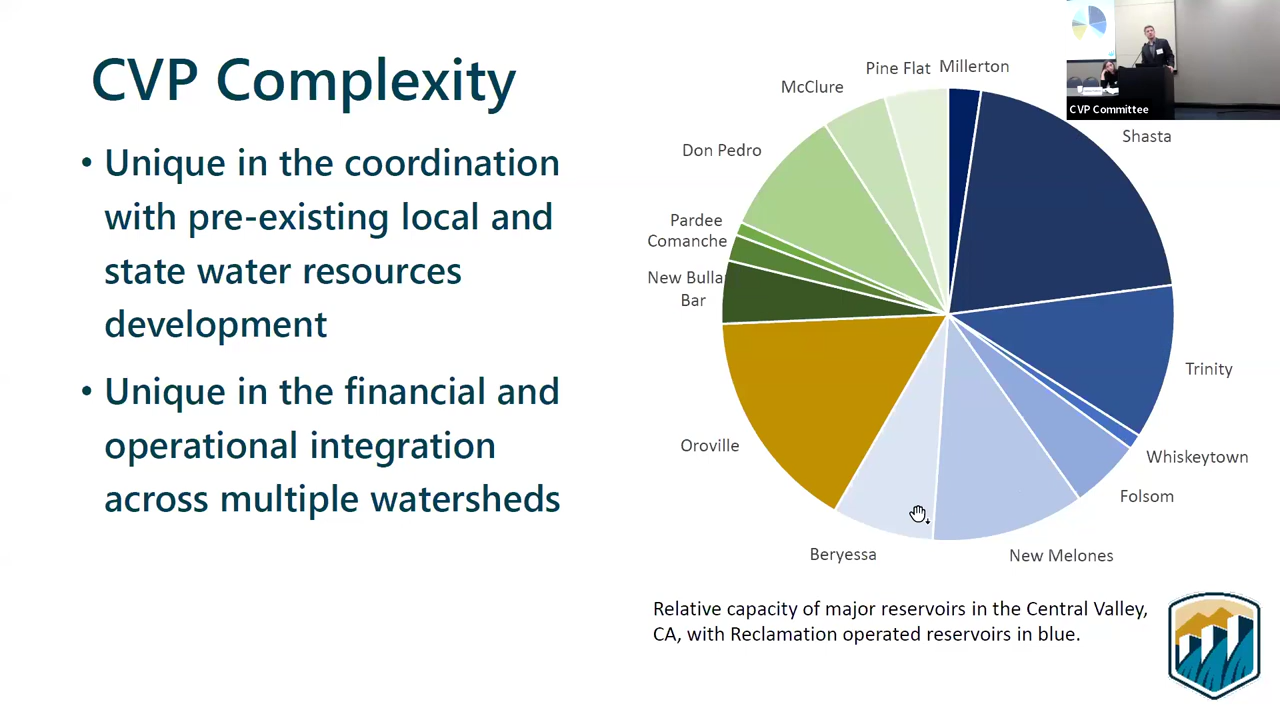 CVP Complexity
• Unique in the coordination
with pre-existing local and
state water resources
development
• Unique in the financial and
operational integration
across multiple watersheds
Pine Flat
Millerton
McClure
Shasta
Don Pedro
Pardee
Comanche
New Bulla
Bar
Trinity
Oroville
Whiskeytown
Folsom
Beryessa
New Melones
Relative capacity of major reservoirs in the Central Valley,
CA, with Reclamation operated reservoirs in blue.
CVP Committee